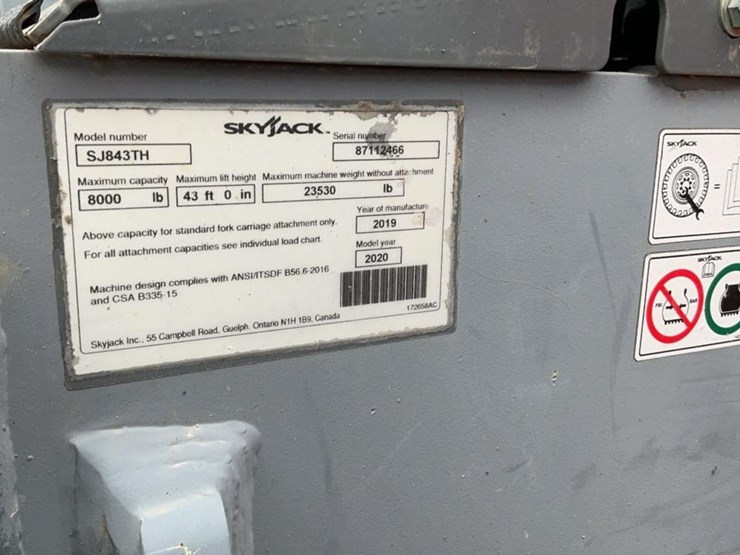 SKYJACK
Model number
SJ843TH
Serial number
87112466
Maximum capacity
8000 lb
Maximum lift height
43 ft 0 in
Maximum machine weight without attachment
23530 lb
Above capacity for standard fork carriage attachment only.
For all attachment capacities see individual load chart.
Year of manufacture
2019
Model year
2020
Machine design complies with ANSI/ITSDF B56.6-2016
and CSA B335-15
172658AC
Skyjack Inc., 55 Campbell Road, Guelph, Ontario N1H 1B9, Canada
SKYJACK
=
SKYJACK